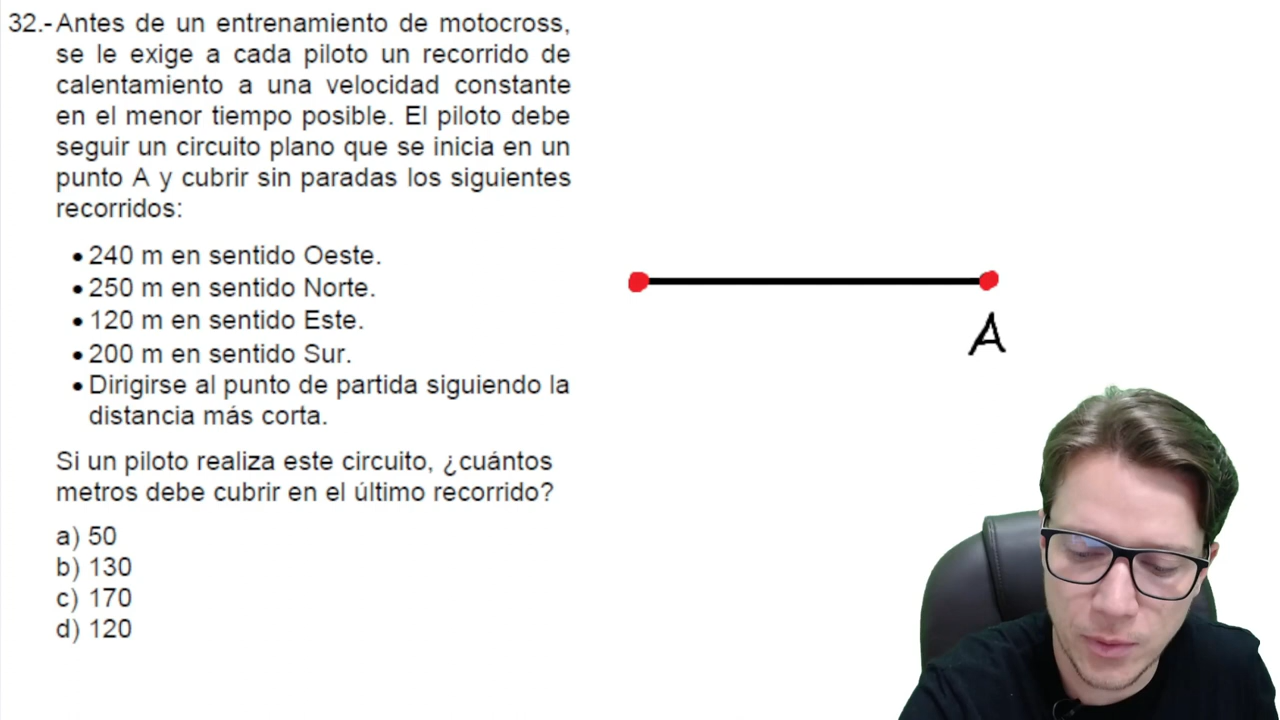 32.-Antes de un entrenamiento de motocross,
se le exige a cada piloto un recorrido de
calentamiento a una velocidad constante
en el menor tiempo posible. El piloto debe
seguir un circuito plano que se inicia en un
punto A y cubrir sin paradas los siguientes
recorridos:
• 240 m en sentido Oeste.
• 250 m en sentido Norte.
• 120 m en sentido Este.
• 200 m en sentido Sur.
• Dirigirse al punto de partida siguiendo la
distancia más corta.
Si un piloto realiza este circuito, ¿cuántos
metros debe cubrir en el último recorrido?
a) 50
b) 130
c) 170
d) 120
A